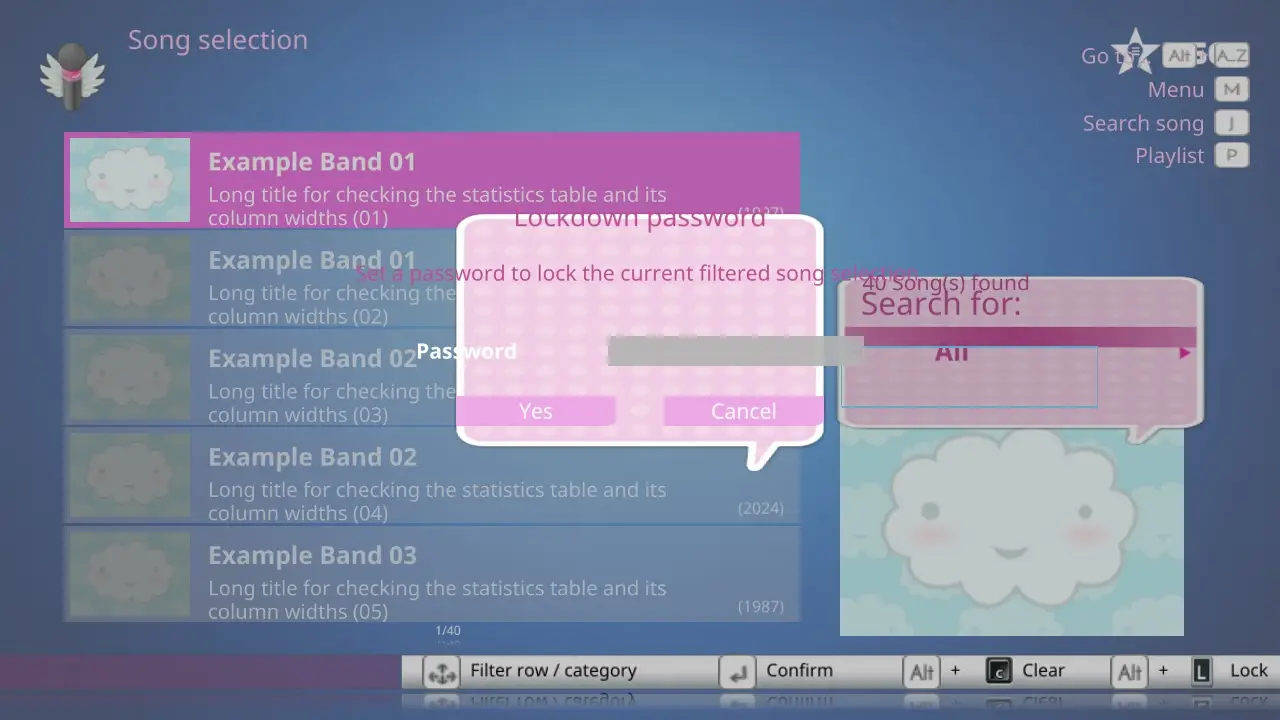 Song selection
Go to
Alt
A..Z
Menu M
Search song J
Playlist P
Example Band 01
Long title for checking the statistics table and its
column widths (01)
(1987)
Example Band 01
Long title for checking the
column widths (02)
Example Band 02
Long title for checking the
column widths (03)
Example Band 02
Long title for checking the statistics table and its
column widths (04)
(2024)
Example Band 03
Long title for checking the statistics table and its
column widths (05)
(1987)
1/40
Lockdown password
Set a password to lock the current filtered song selection
Password
Yes Cancel
40 Song(s) found
Search for:
All
Filter row / category
Confirm
Alt + C Clear
Alt + L Lock